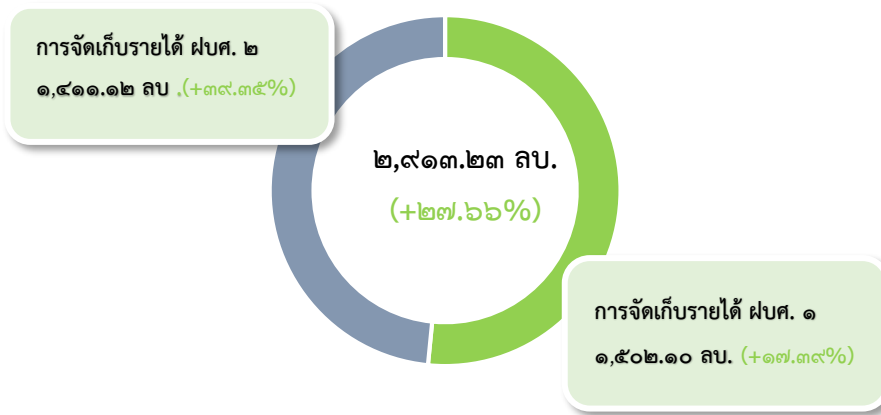 การจัดเก็บรายได้ ฝบศ. ๒
๑,๔๑๑.๑๒ ลบ .(+๓๙.๓๕%)
๒,๙๑๓.๒๓ ลบ.
(+๒๗.๖๖%)
การจัดเก็บรายได้ ฝบศ. ๑
๑,๕๐๒.๑๐ ลบ. (+๑๗.๓๙%)